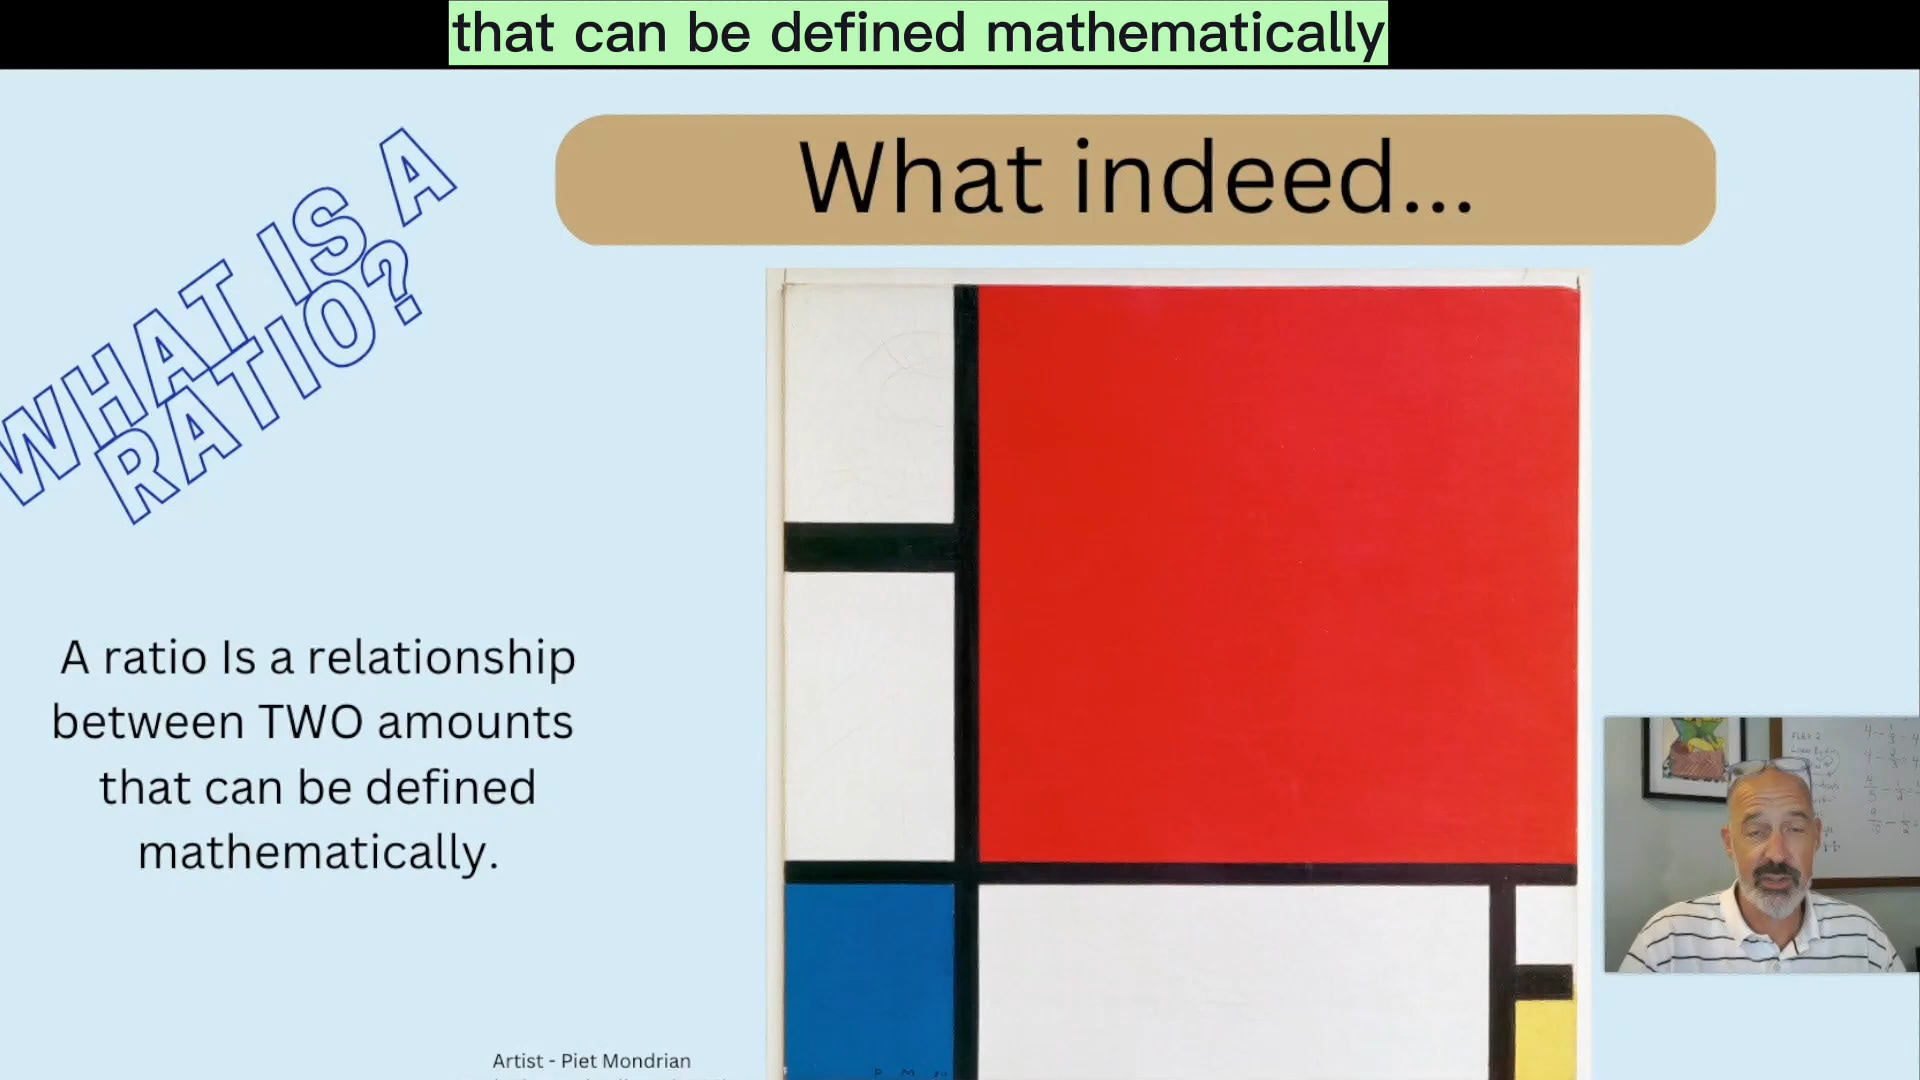 that can be defined mathematically
What indeed...
WHAT IS A
RATIO?
A ratio Is a relationship
between TWO amounts
that can be defined
mathematically.
Artist - Piet Mondrian